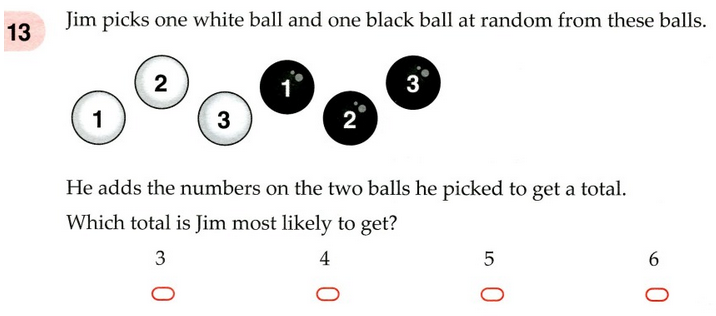 13 Jim picks one white ball and one black ball at random from these balls.
1 2 3 1 2 3
He adds the numbers on the two balls he picked to get a total.
Which total is Jim most likely to get?
3 4 5 6